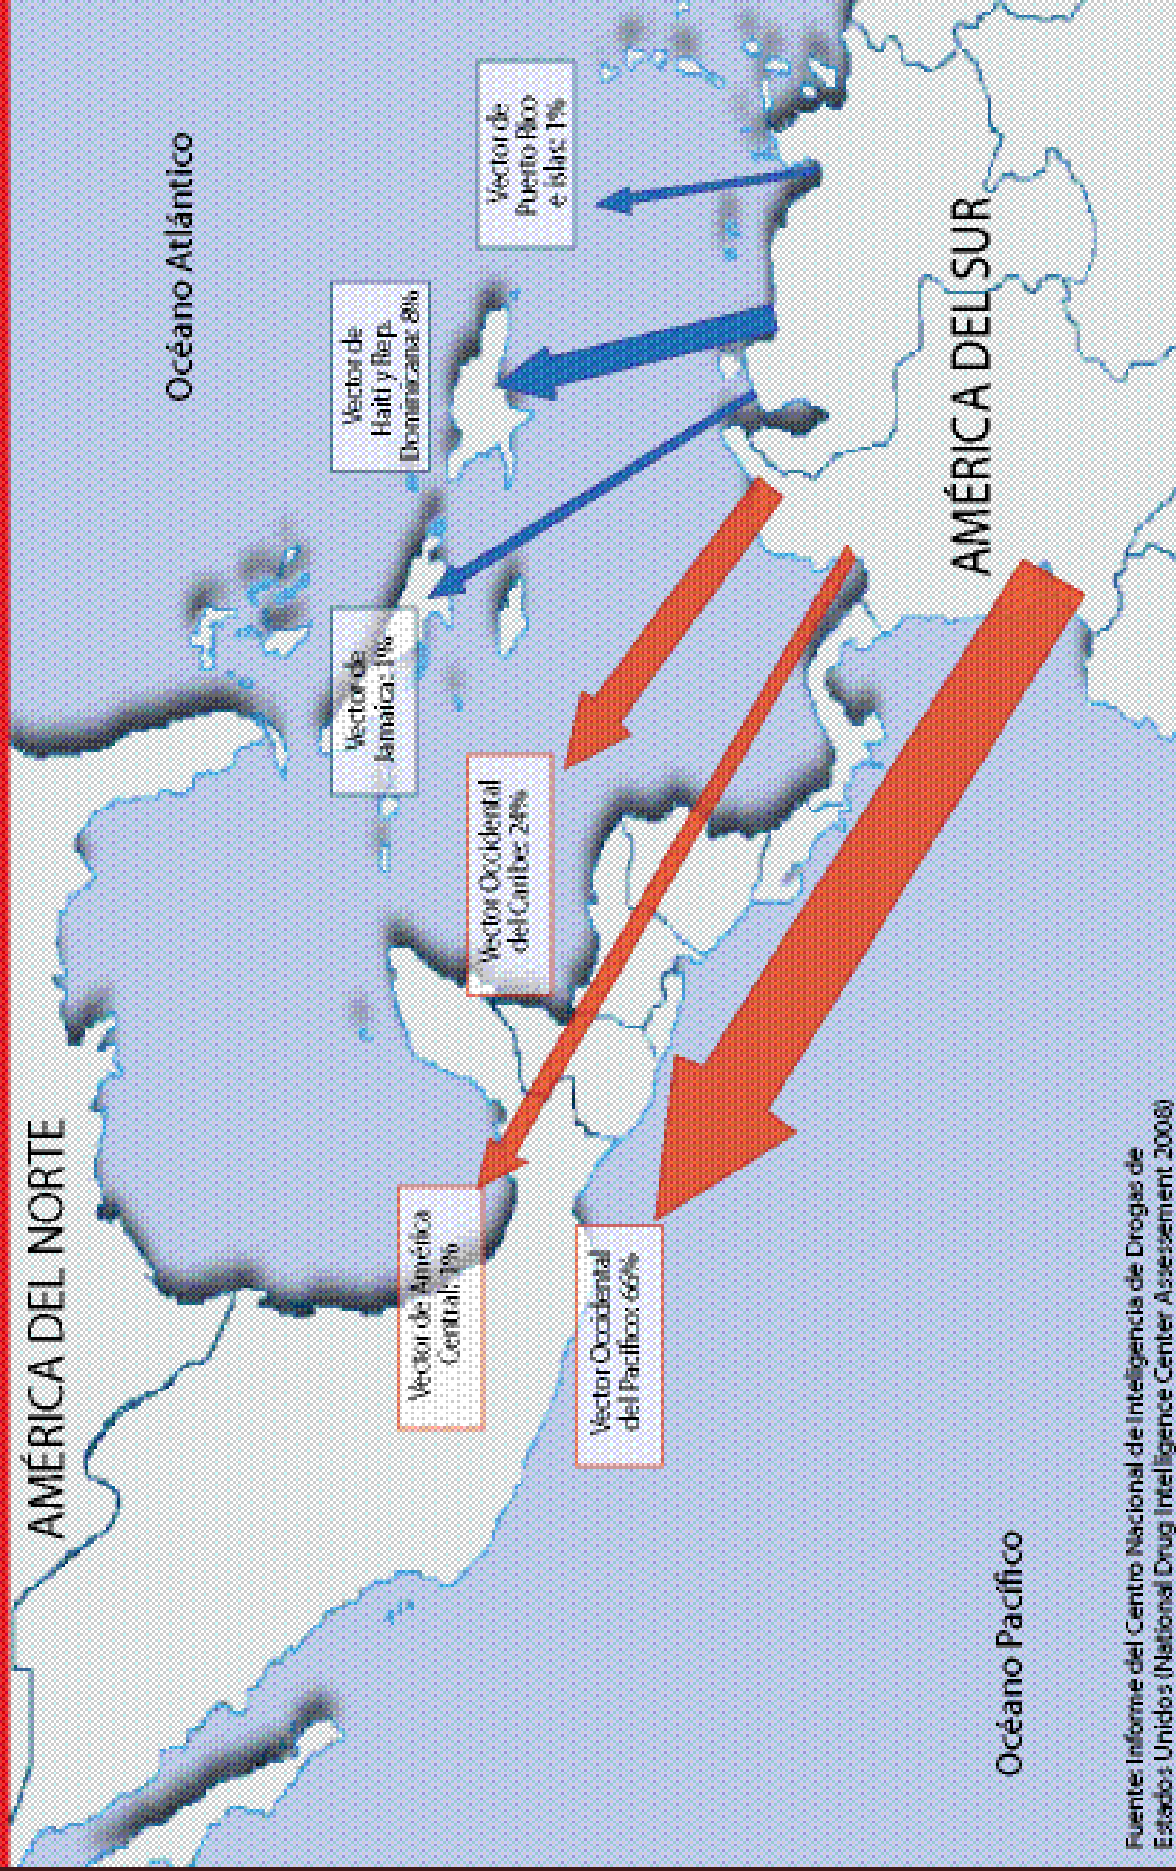 AMÉRICA DEL NORTE
Océano Atlántico
Vector de
Haití y Rep.
Dominicana: 8%
Vector de
Jamaica: 1%
Vector de
Puerto Rico
e islas: 1%
Vector Occidental
del Caribe: 24%
Vector de América
Central: 1%
Vector Occidental
del Pacífico: 66%
AMÉRICA DEL SUR
Océano Pacífico
Fuente: Informe del Centro Nacional de Inteligencia de Drogas de
Estados Unidos (National Drug Intelligence Center Assessement 2008)